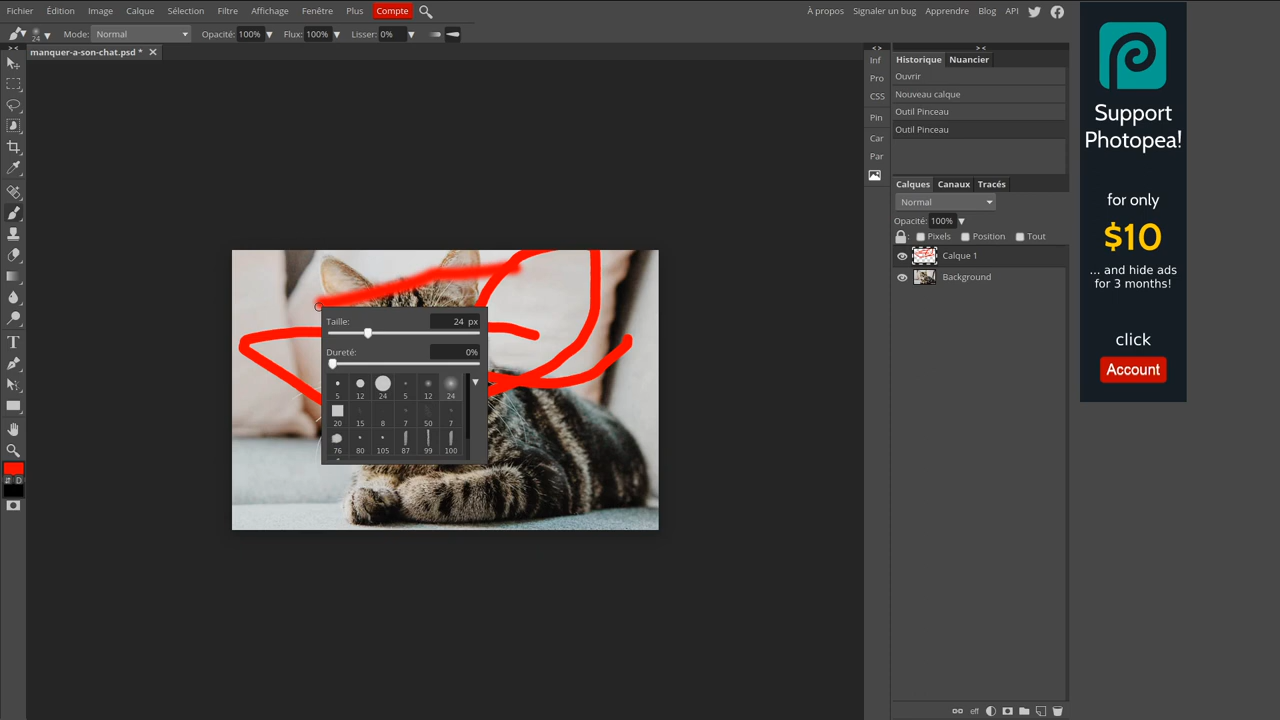 Fichier Édition Image Calque Sélection Filtre Affichage Fenêtre Plus Compte
À propos Signaler un bug Apprendre Blog API
24 Mode: Normal Opacité: 100% Flux: 100% Lisser: 0%
manquer-a-son-chat.psd *
Inf
Pro
CSS
Pin
Car
Par
Historique Nuancier
Ouvrir
Nouveau calque
Outil Pinceau
Outil Pinceau
Calques Canaux Tracés
Normal
Opacité: 100%
: Pixels Position Tout
Calque 1
Background
Taille: 24 px
Dureté: 0%
5 12 24 5 12 24
20 15 8 7 50 7
76 80 105 87 99 100
T
D
eff
Support
Photopea!
for only
$10
... and hide ads
for 3 months!
click
Account